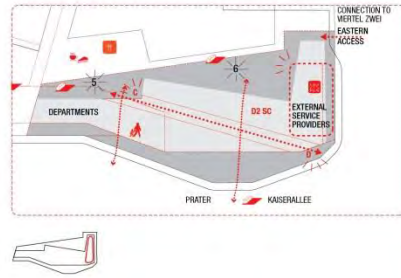 CONNECTION TO
VIERTEL ZWEI
EASTERN
ACCESS
5
6
C
DEPARTMENTS
D2 SC
EXTERNAL
SERVICE
PROVIDERS
D
PRATER
KAISERALLEE